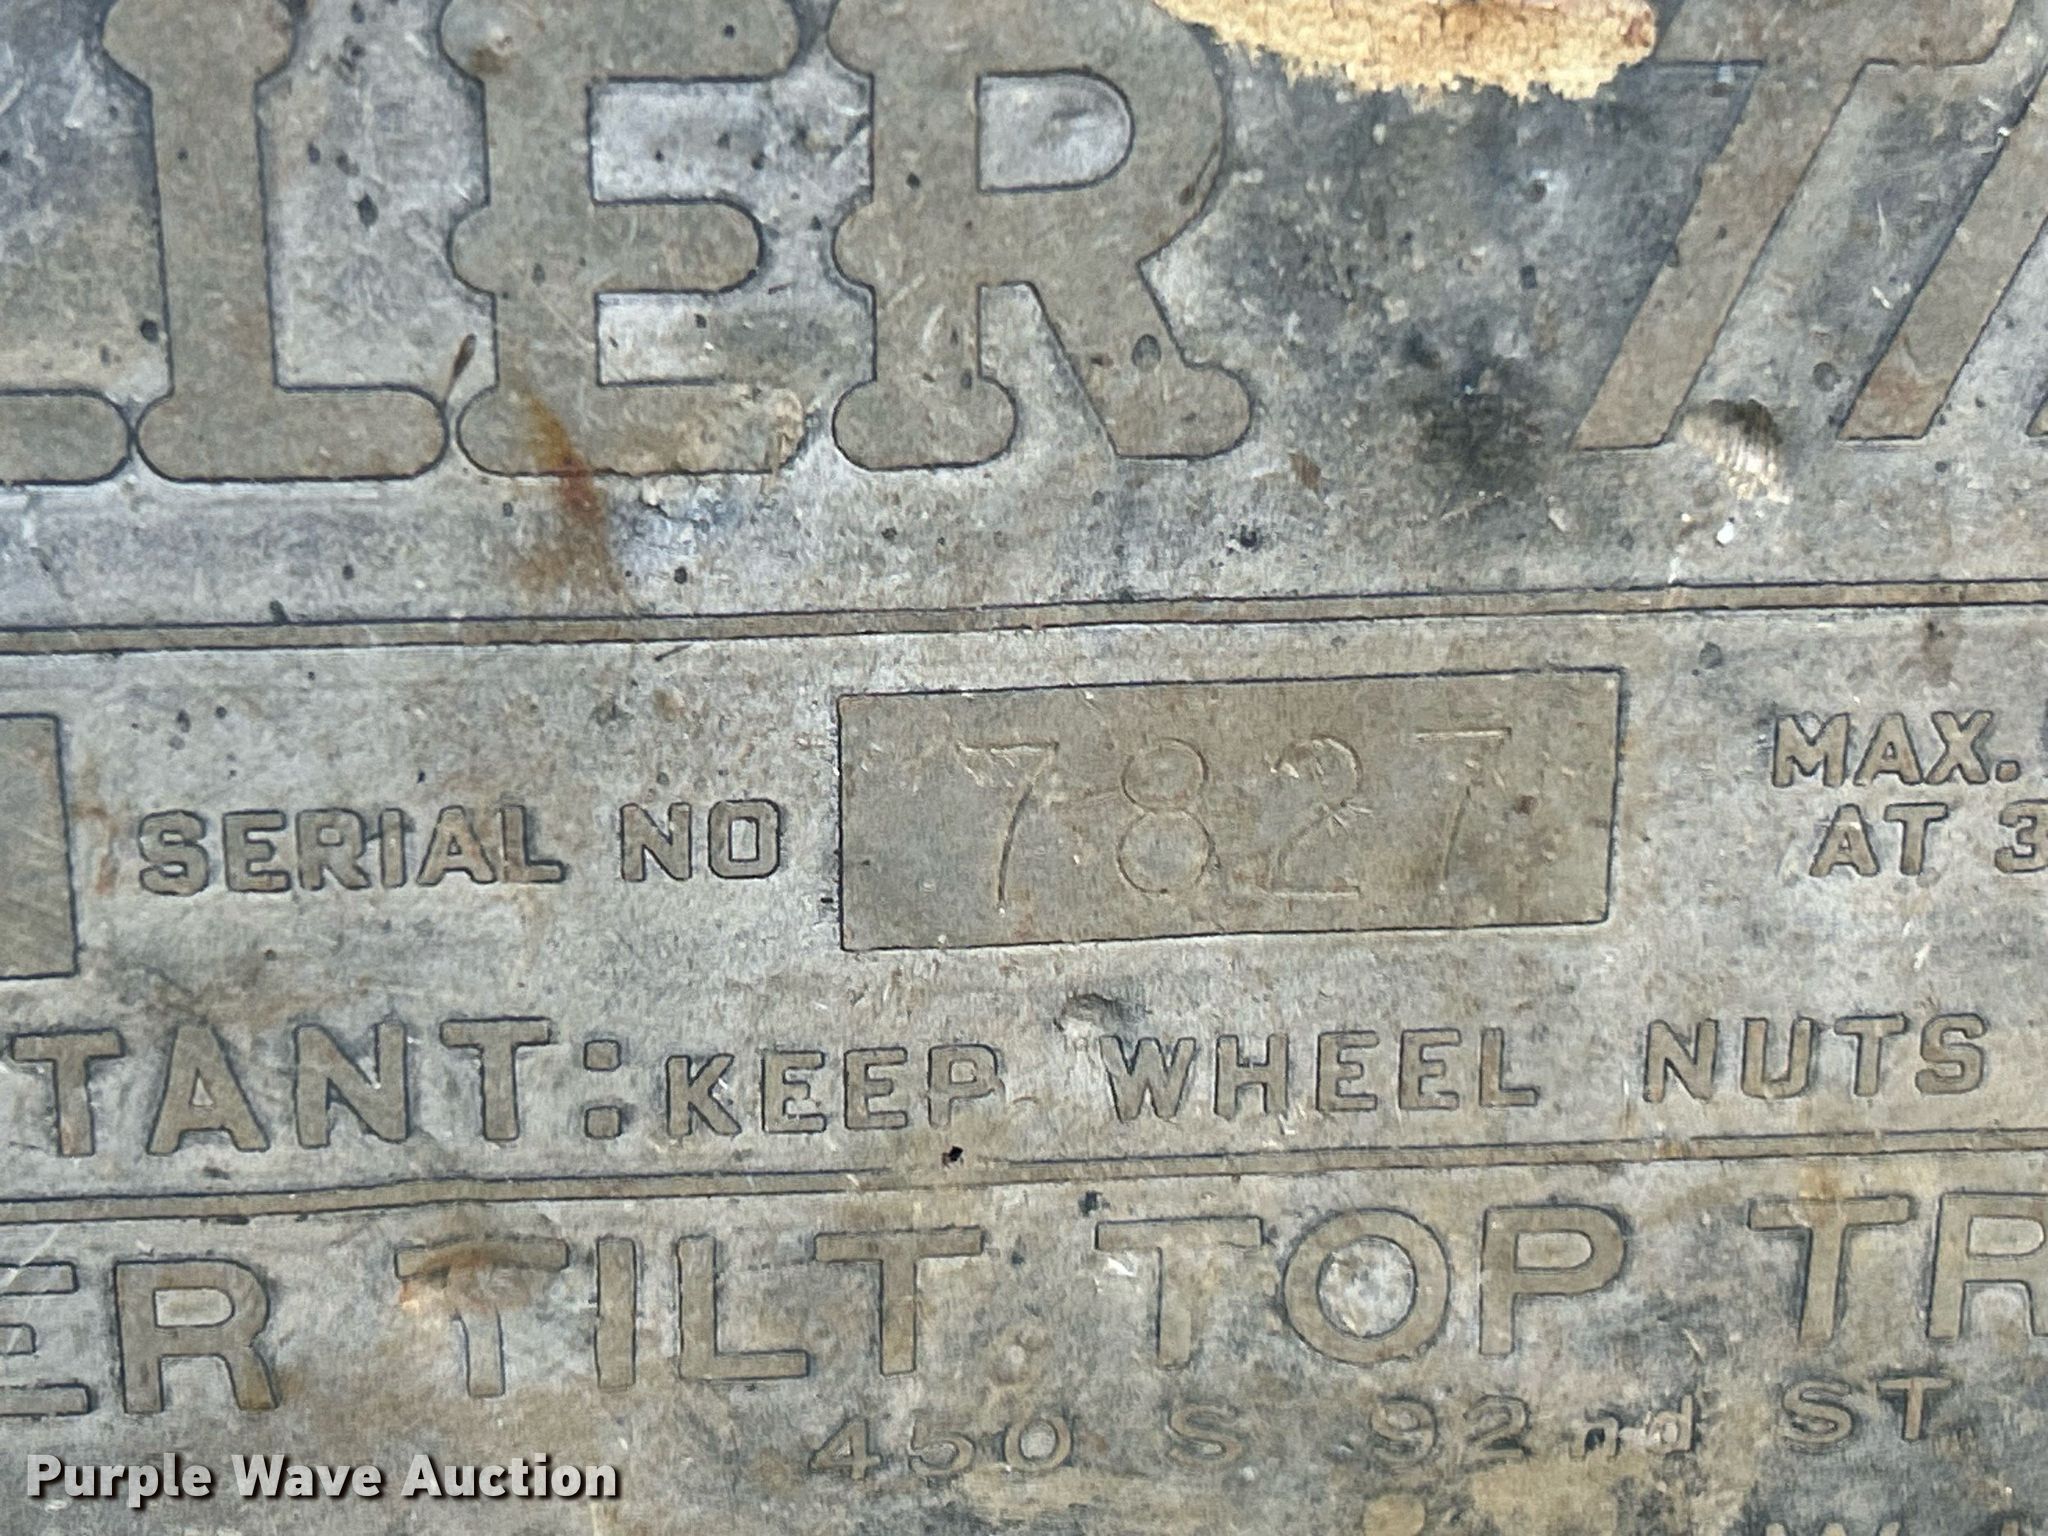 LLER
SERIAL NO 7827 MAX.
AT 3
TANT: KEEP WHEEL NUTS
ER TILT TOP TR
450 S 92nd ST
Purple Wave Auction